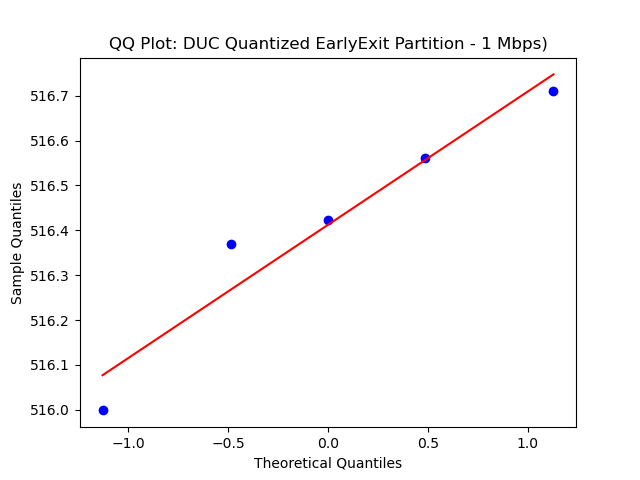 QQ Plot: DUC Quantized EarlyExit Partition - 1 Mbps)
516.7
516.6
516.5
516.4
516.3
516.2
516.1
516.0
Sample Quantiles
−1.0 −0.5 0.0 0.5 1.0
Theoretical Quantiles